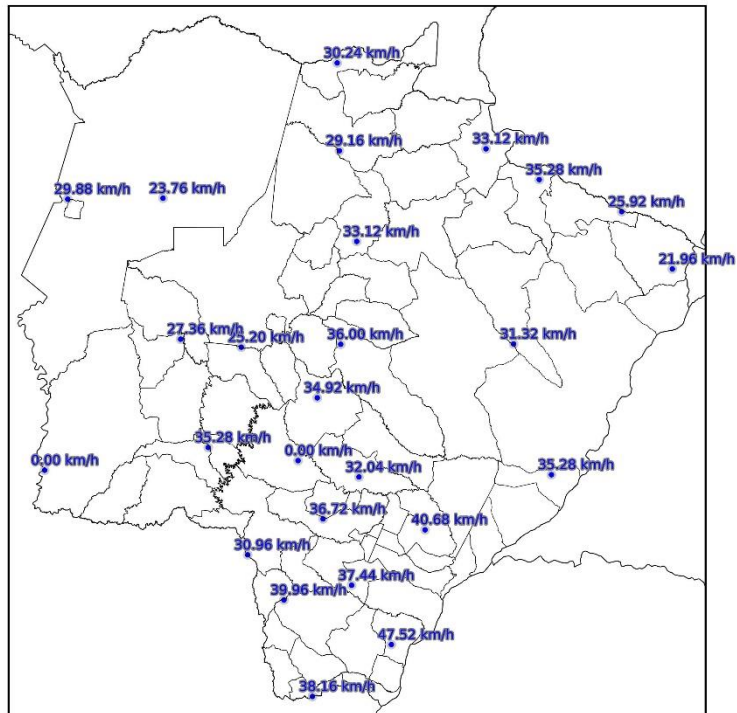 30.24 km/h
29.16 km/h
33.12 km/h
35.28 km/h
29.88 km/h
23.76 km/h
25.92 km/h
33.12 km/h
21.96 km/h
27.36 km/h
25.20 km/h
36.00 km/h
31.32 km/h
34.92 km/h
35.28 km/h
0.00 km/h
0.00 km/h
32.04 km/h
35.28 km/h
36.72 km/h
40.68 km/h
30.96 km/h
37.44 km/h
39.96 km/h
47.52 km/h
38.16 km/h